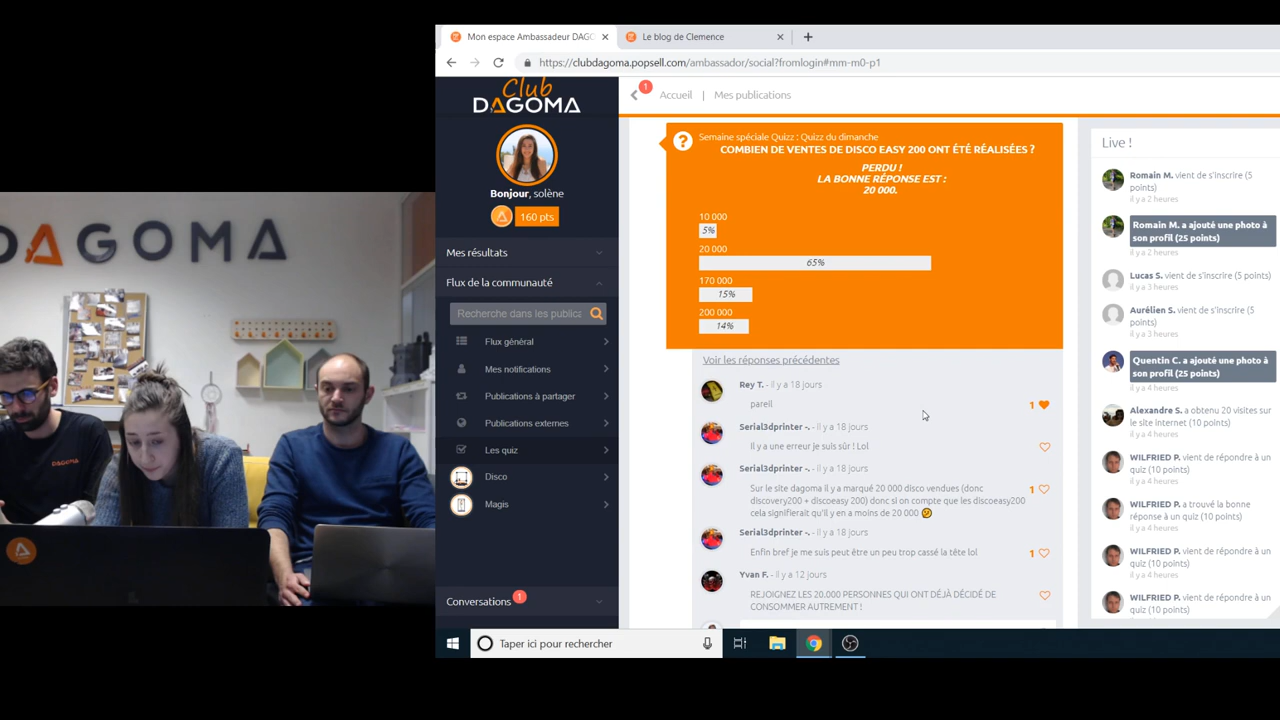 Mon espace Ambassadeur DAGO
Le blog de Clemence
https://clubdagoma.popsell.com/ambassador/social?fromlogin#mm-m0-p1
Club
DAGOMA
1
Accueil | Mes publications
Bonjour, solène
160 pts
Mes résultats
Flux de la communauté
Recherche dans les publica
Flux général
Mes notifications
Publications à partager
Publications externes
Les quiz
Disco
Magis
Conversations 1
Semaine spéciale Quizz : Quizz du dimanche
COMBIEN DE VENTES DE DISCO EASY 200 ONT ÉTÉ RÉALISÉES ?
PERDU !
LA BONNE RÉPONSE EST :
20 000.
10 000
5%
20 000
65%
170 000
15%
200 000
14%
Voir les réponses précédentes
Rey T. - il y a 18 jours
pareil
1
Serial3dprinter -. - il y a 18 jours
Il y a une erreur je suis sûr ! Lol
Serial3dprinter -. - il y a 18 jours
Sur le site dagoma il y a marqué 20 000 disco vendues (donc
discovery200 + discoeasy 200) donc si on compte que les discoeasy200
cela signifierait qu'il y en a moins de 20 000
1
Serial3dprinter -. - il y a 18 jours
Enfin bref je me suis peut être un peu trop cassé la tête lol
1
Yvan F. - il y a 12 jours
REJOIGNEZ LES 20.000 PERSONNES QUI ONT DÉJÀ DÉCIDÉ DE
CONSOMMER AUTREMENT !
Live !
Romain M. vient de s'inscrire (5
points)
il y a 2 heures
Romain M. a ajouté une photo à
son profil (25 points)
il y a 2 heures
Lucas S. vient de s'inscrire (5 points)
il y a 3 heures
Aurélien S. vient de s'inscrire (5
points)
il y a 3 heures
Quentin C. a ajouté une photo à
son profil (25 points)
il y a 4 heures
Alexandre S. a obtenu 20 visites sur
le site internet (10 points)
il y a 4 heures
WILFRIED P. vient de répondre à un
quiz (10 points)
il y a 4 heures
WILFRIED P. a trouvé la bonne
réponse à un quiz (10 points)
il y a 4 heures
WILFRIED P. vient de répondre à un
quiz (10 points)
il y a 4 heures
WILFRIED P. vient de répondre à un
quiz (10 points)
Taper ici pour rechercher
DAGOMA
DAGOMA